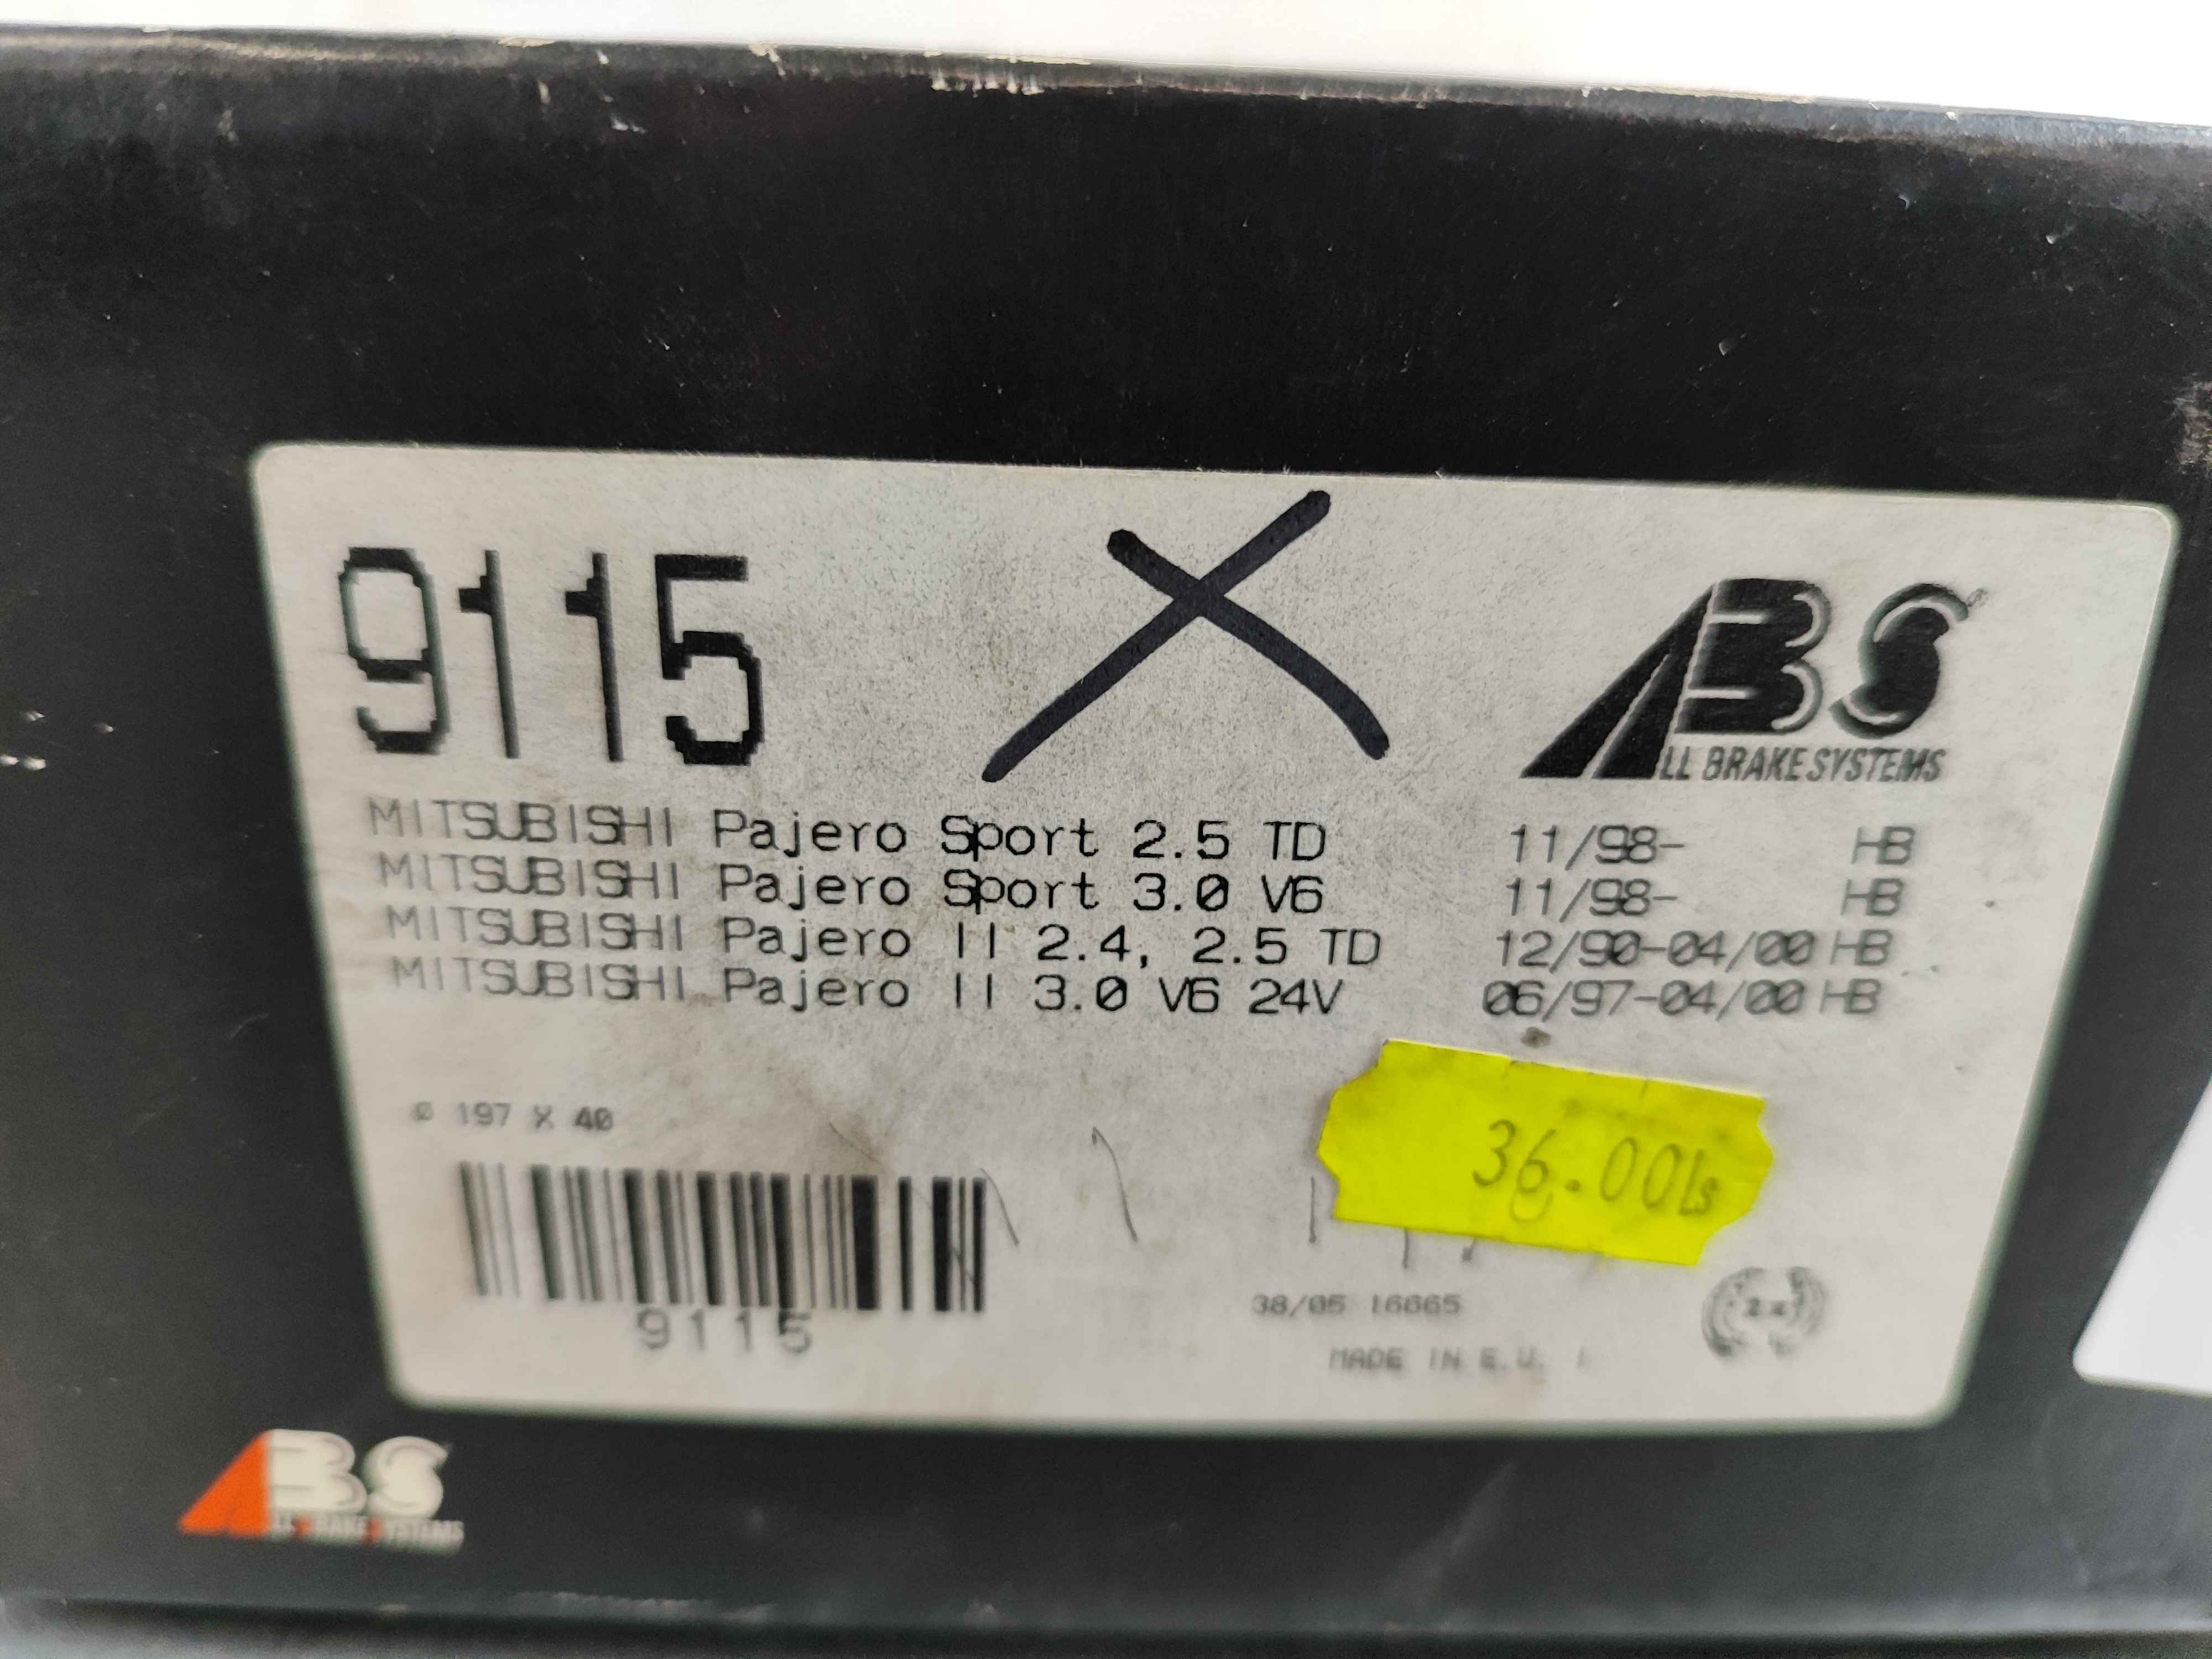 9115
ABS
ALL BRAKE SYSTEMS
MITSUBISHI Pajero Sport 2.5 TD 11/98- HB
MITSUBISHI Pajero Sport 3.0 V6 11/98- HB
MITSUBISHI Pajero II 2.4, 2.5 TD 12/90-04/00 HB
MITSUBISHI Pajero II 3.0 V6 24V 06/97-04/00 HB
Ø 197 X 40
36.00Ls
9115
38/05 16665
MADE IN E.U.
ABS
ALL BRAKE SYSTEMS